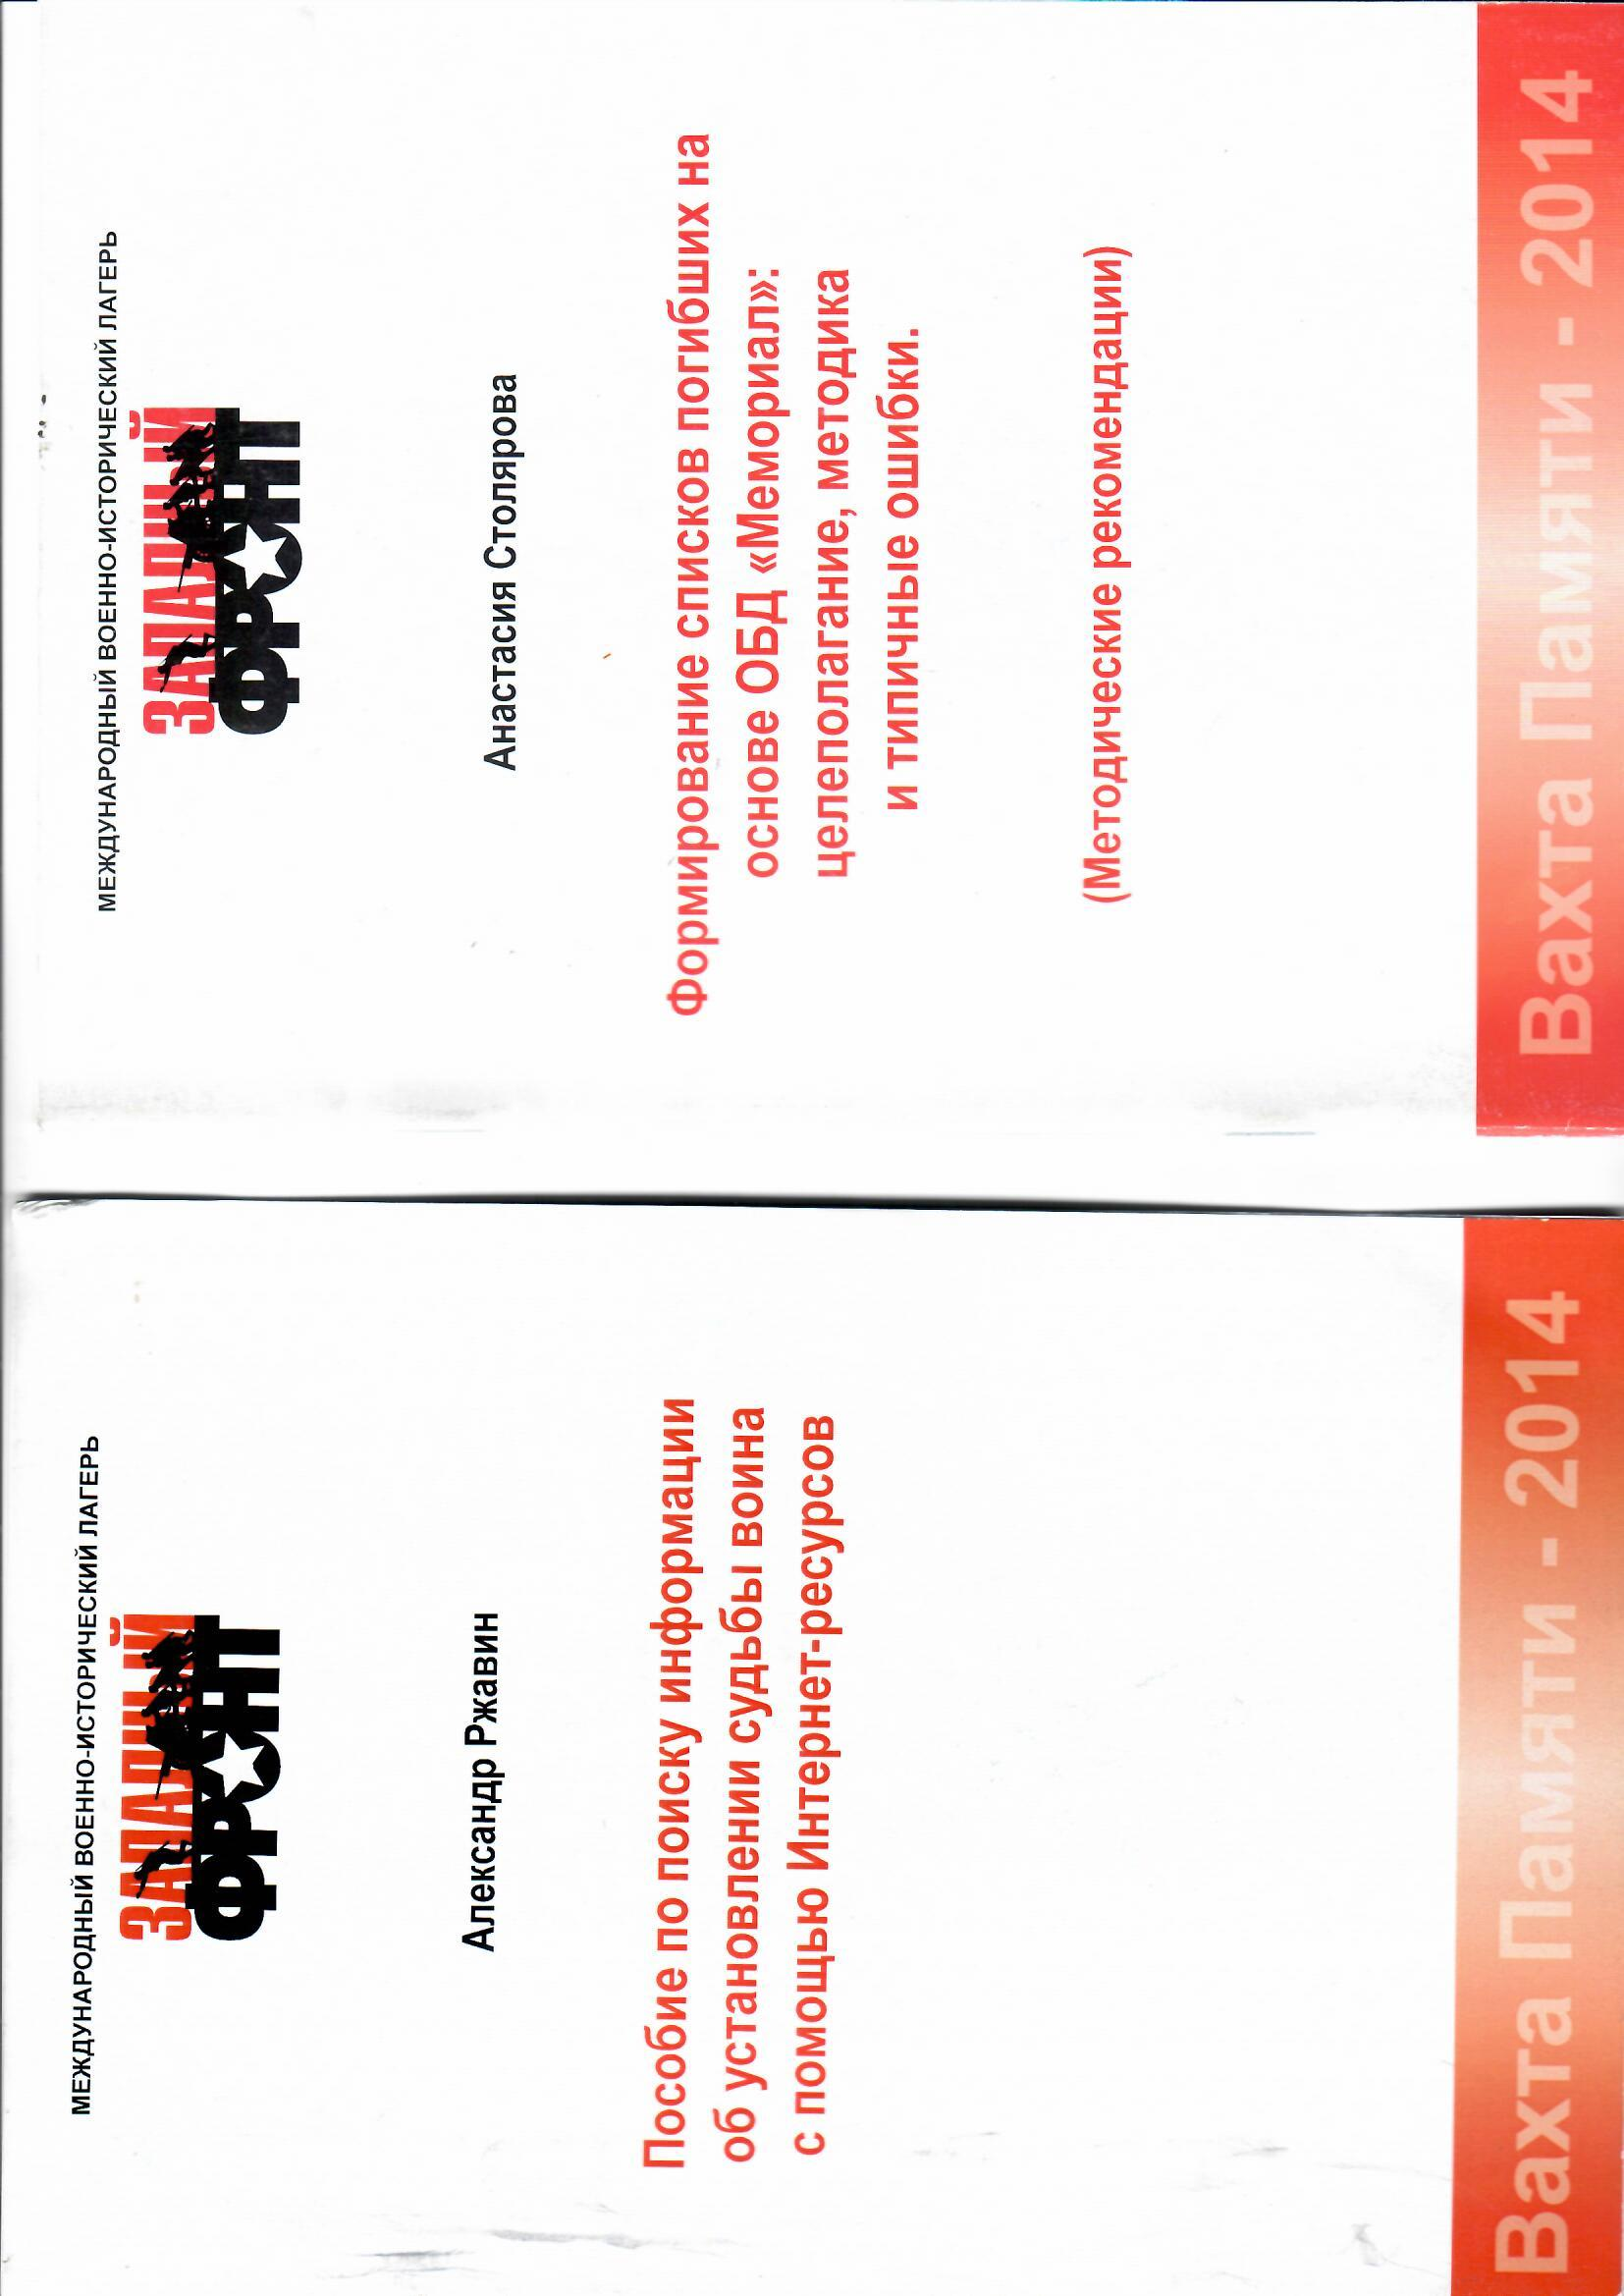 МЕЖДУНАРОДНЫЙ ВОЕННО-ИСТОРИЧЕСКИЙ ЛАГЕРЬ
ЗАПАДНЫЙ
ФРОНТ
Александр Ржавин
Пособие по поиску информации
об установлении судьбы воина
с помощью Интернет-ресурсов
Вахта Памяти - 2014
МЕЖДУНАРОДНЫЙ ВОЕННО-ИСТОРИЧЕСКИЙ ЛАГЕРЬ
ЗАПАДНЫЙ
ФРОНТ
Анастасия Столярова
Формирование списков погибших на
основе ОБД «Мемориал»:
целеполагание, методика
и типичные ошибки.
(Методические рекомендации)
Вахта Памяти - 2014